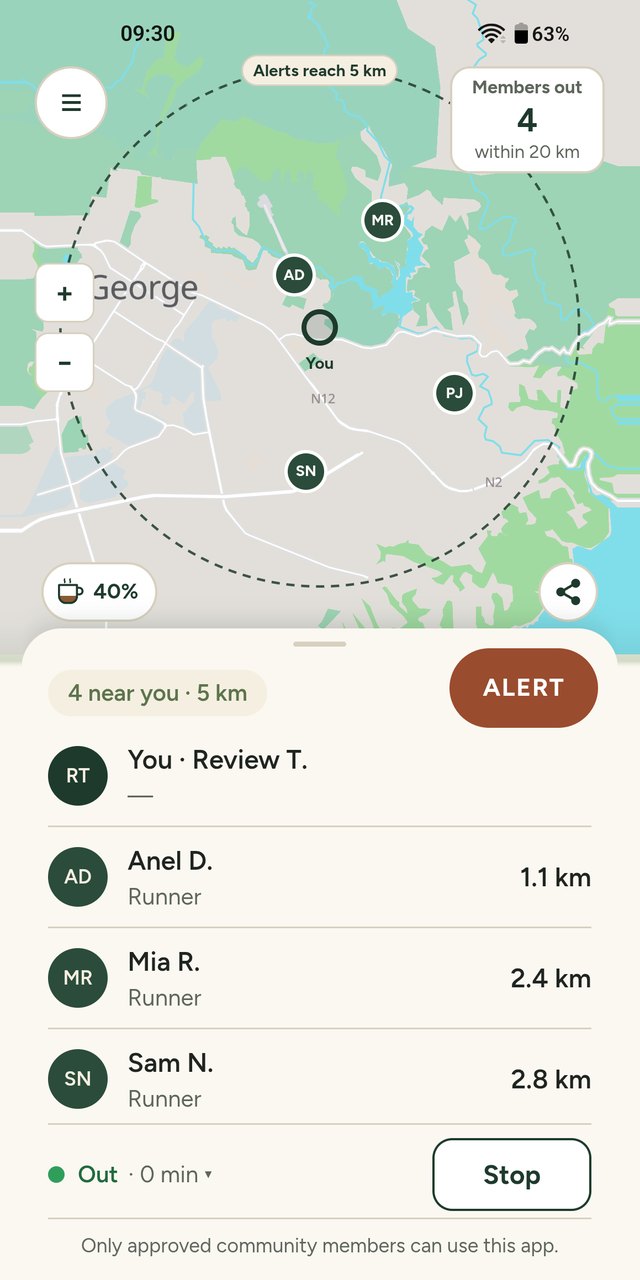 09:30
63%
Alerts reach 5 km
Members out
4
within 20 km
MR
AD
+
George
You
−
PJ
N12
SN
N2
40%
4 near you · 5 km
ALERT
RT
You · Review T.
—
AD
Anel D.
Runner
1.1 km
MR
Mia R.
Runner
2.4 km
SN
Sam N.
Runner
2.8 km
Out · 0 min ▾
Stop
Only approved community members can use this app.